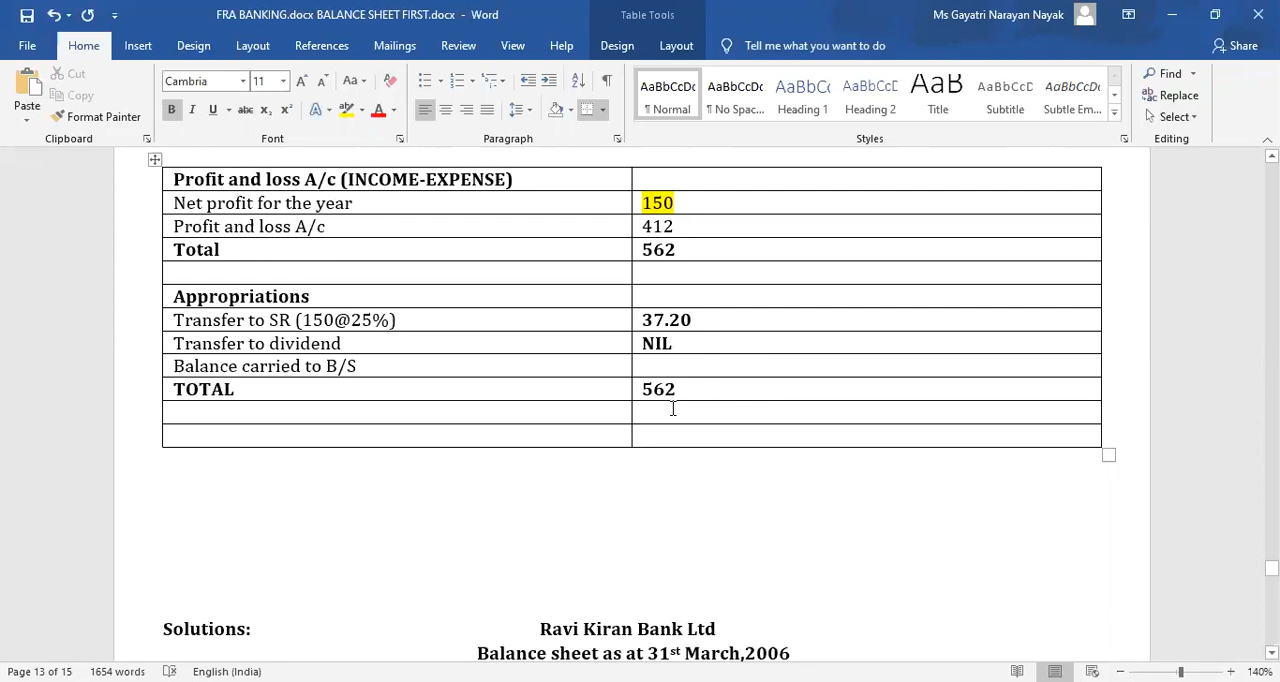 FRA BANKING.docx BALANCE SHEET FIRST.docx - Word
Table Tools
Ms Gayatri Narayan Nayak
File Home Insert Design Layout References Mailings Review View Help Design Layout Tell me what you want to do Share
Paste
Cut
Copy
Format Painter
Clipboard
Cambria 11
Font
Paragraph
AaBbCcDc ¶ Normal
AaBbCcDc ¶ No Spac...
AaBbC Heading 1
AaBbCc Heading 2
AaB Title
AaBbCcD Subtitle
AaBbCcD Subtle Em...
Styles
Find
Replace
Select
Editing
Profit and loss A/c (INCOME-EXPENSE)
Net profit for the year 150
Profit and loss A/c 412
Total 562
Appropriations
Transfer to SR (150@25%) 37.20
Transfer to dividend NIL
Balance carried to B/S
TOTAL 562
Solutions: Ravi Kiran Bank Ltd
Balance sheet as at 31st March,2006
Page 13 of 15 1654 words English (India) 140%